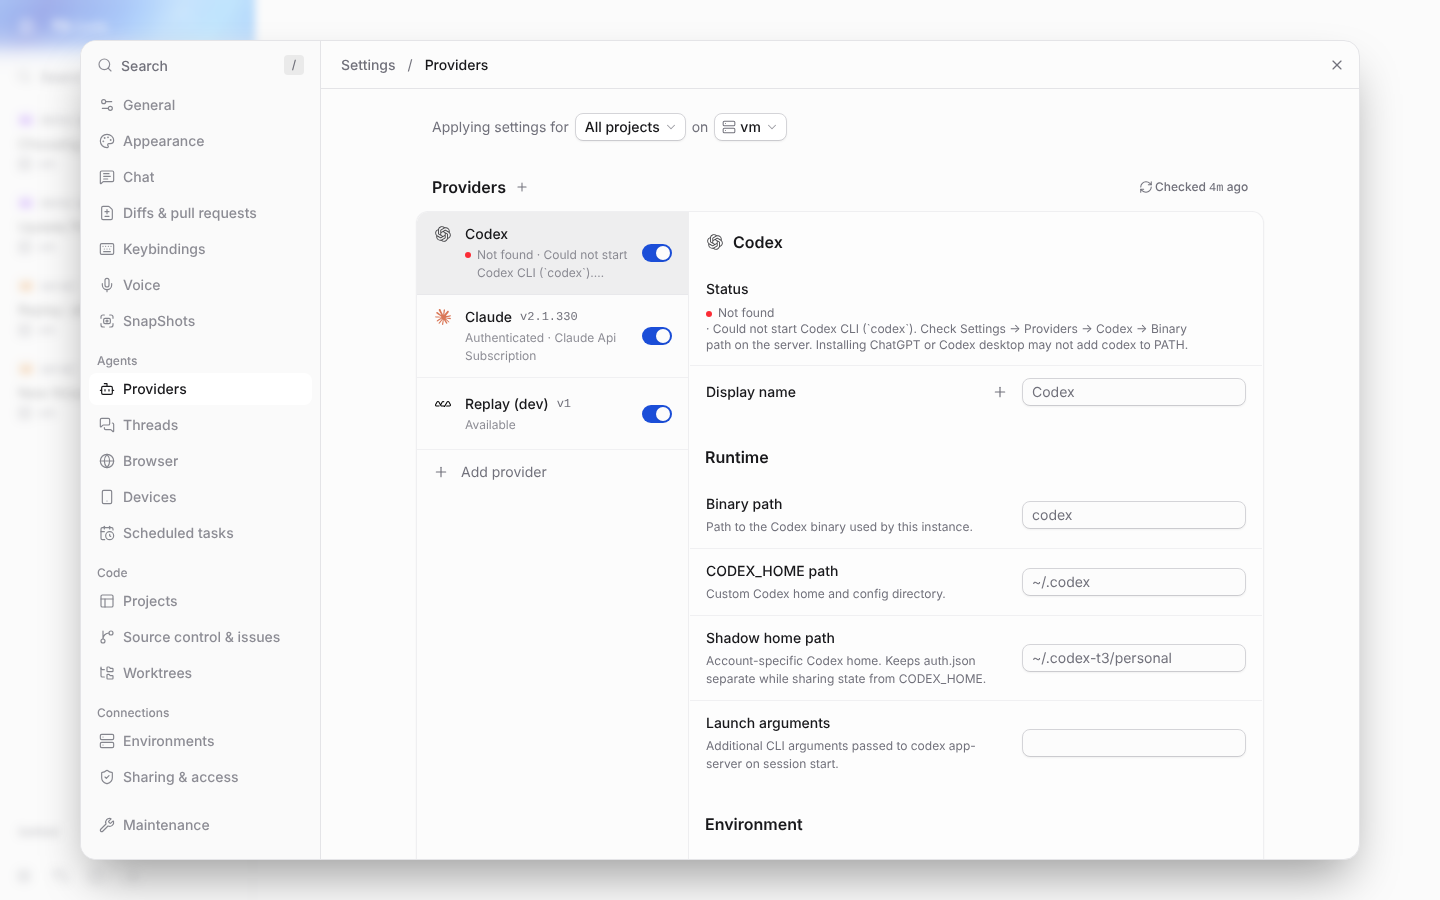 Search /
General
Appearance
Chat
Diffs & pull requests
Keybindings
Voice
SnapShots
Agents
Providers
Threads
Browser
Devices
Scheduled tasks
Code
Projects
Source control & issues
Worktrees
Connections
Environments
Sharing & access
Maintenance
Settings / Providers
Applying settings for All projects on vm
Providers
Checked 4m ago
Codex
Not found · Could not start
Codex CLI (`codex`)....
Claude v2.1.330
Authenticated · Claude Api
Subscription
Replay (dev) v1
Available
Add provider
Codex
Status
Not found
· Could not start Codex CLI (`codex`). Check Settings → Providers → Codex → Binary
path on the server. Installing ChatGPT or Codex desktop may not add codex to PATH.
Display name
Codex
Runtime
Binary path
Path to the Codex binary used by this instance.
codex
CODEX_HOME path
Custom Codex home and config directory.
~/.codex
Shadow home path
Account-specific Codex home. Keeps auth.json
separate while sharing state from CODEX_HOME.
~/.codex-t3/personal
Launch arguments
Additional CLI arguments passed to codex app-
server on session start.
Environment